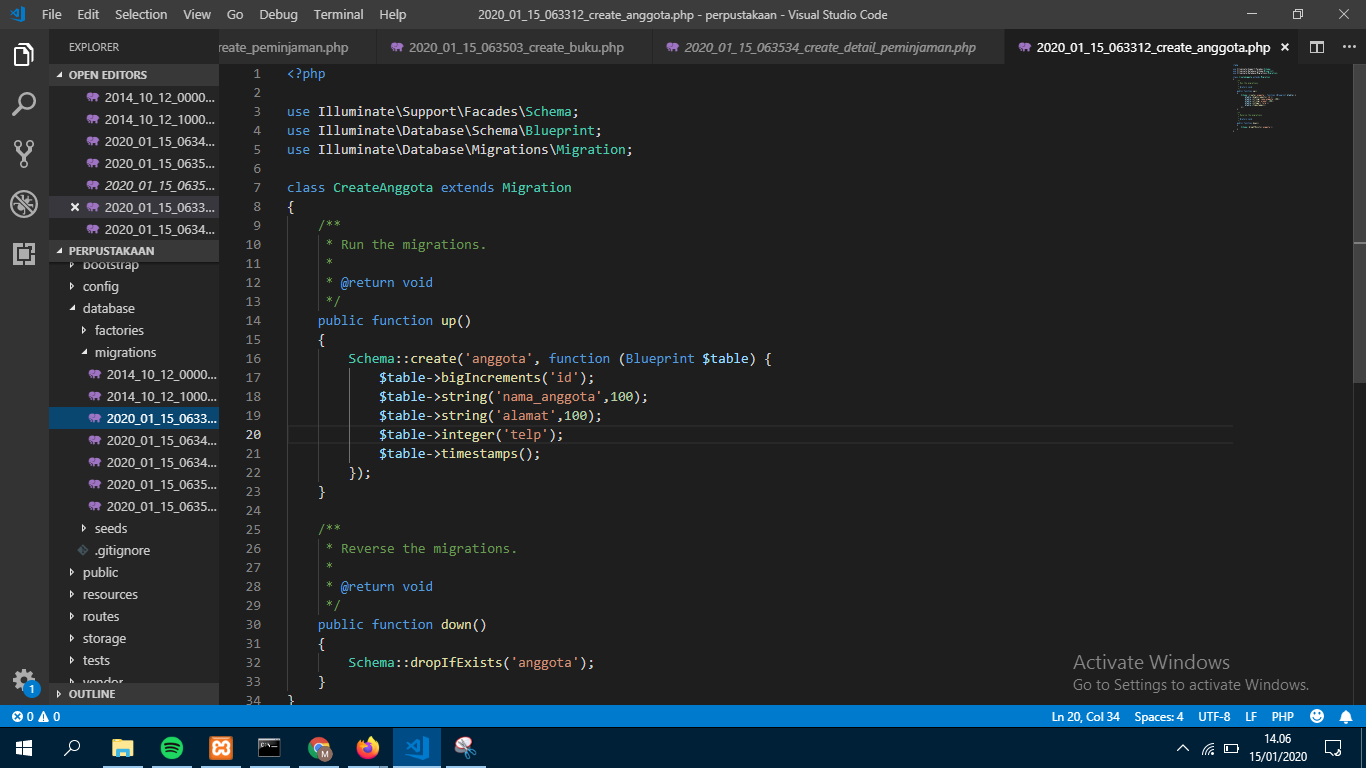 File Edit Selection View Go Debug Terminal Help
2020_01_15_063312_create_anggota.php - perpustakaan - Visual Studio Code
EXPLORER
reate_peminjaman.php
2020_01_15_063503_create_buku.php
2020_01_15_063534_create_detail_peminjaman.php
2020_01_15_063312_create_anggota.php
OPEN EDITORS
2014_10_12_0000...
2014_10_12_1000...
2020_01_15_0634...
2020_01_15_0635...
2020_01_15_0635...
2020_01_15_0633...
2020_01_15_0634...
PERPUSTAKAAN
bootstrap
config
database
factories
migrations
2014_10_12_0000...
2014_10_12_1000...
2020_01_15_0633...
2020_01_15_0634...
2020_01_15_0634...
2020_01_15_0635...
2020_01_15_0635...
seeds
.gitignore
public
resources
routes
storage
tests
vendor
OUTLINE
1 <?php
2
3 use Illuminate\Support\Facades\Schema;
4 use Illuminate\Database\Schema\Blueprint;
5 use Illuminate\Database\Migrations\Migration;
6
7 class CreateAnggota extends Migration
8 {
9 /**
10 * Run the migrations.
11 *
12 * @return void
13 */
14 public function up()
15 {
16 Schema::create('anggota', function (Blueprint $table) {
17 $table->bigIncrements('id');
18 $table->string('nama_anggota',100);
19 $table->string('alamat',100);
20 $table->integer('telp');
21 $table->timestamps();
22 });
23 }
24
25 /**
26 * Reverse the migrations.
27 *
28 * @return void
29 */
30 public function down()
31 {
32 Schema::dropIfExists('anggota');
33 }
34 }
Activate Windows
Go to Settings to activate Windows.
1
0 0
Ln 20, Col 34 Spaces: 4 UTF-8 LF PHP
M
14.06
15/01/2020